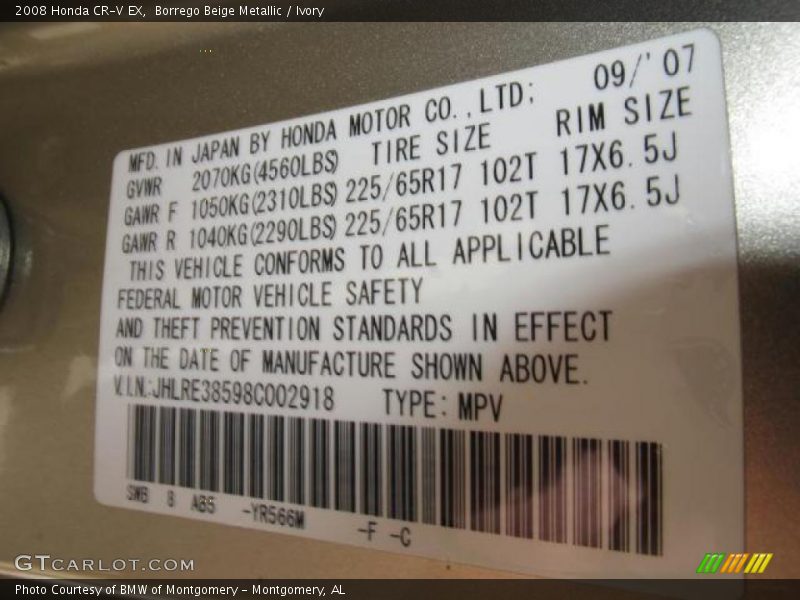 2008 Honda CR-V EX, Borrego Beige Metallic / Ivory
MFD. IN JAPAN BY HONDA MOTOR CO.,LTD: 09/'07
GVWR 2070KG(4560LBS) TIRE SIZE RIM SIZE
GAWR F 1050KG(2310LBS) 225/65R17 102T 17X6.5J
GAWR R 1040KG(2290LBS) 225/65R17 102T 17X6.5J
THIS VEHICLE CONFORMS TO ALL APPLICABLE
FEDERAL MOTOR VEHICLE SAFETY
AND THEFT PREVENTION STANDARDS IN EFFECT
ON THE DATE OF MANUFACTURE SHOWN ABOVE.
V.I.N.:JHLRE38598C002918 TYPE: MPV
SWB B ABS -YR566M -F -C
GTCARLOT.COM
Photo Courtesy of BMW of Montgomery - Montgomery, AL